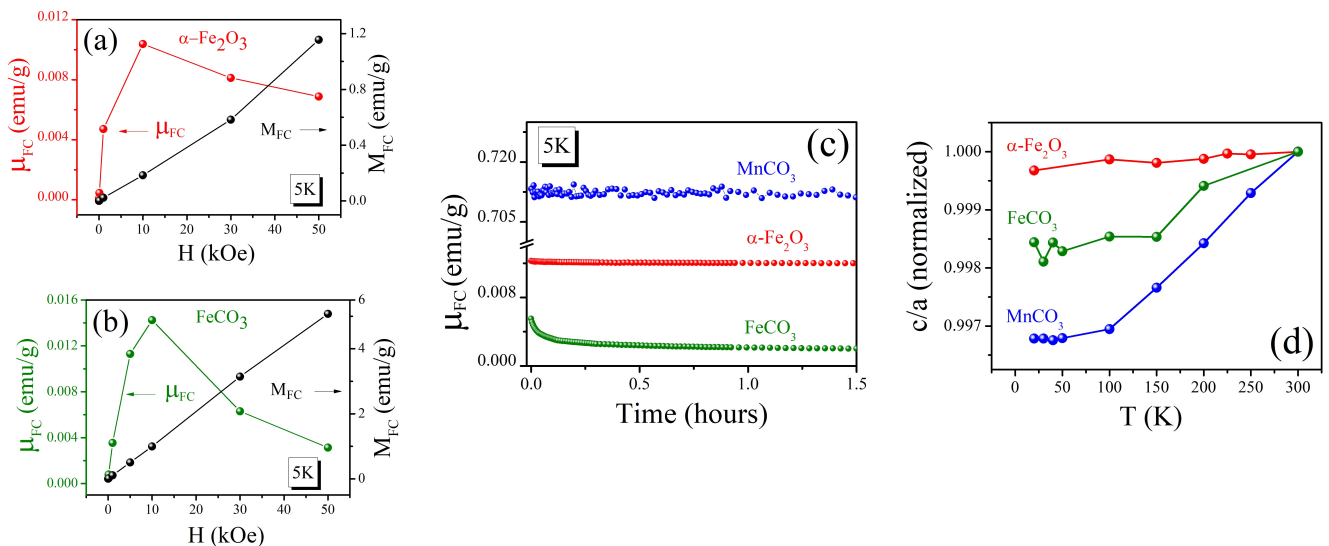 (a)
α–Fe2O3
μFC (emu/g)
0.012
0.008
0.004
0.000
1.2
0.8
0.4
0.0
MFC (emu/g)
μFC
MFC
5K
0 10 20 30 40 50
H (kOe)
(b)
FeCO3
μFC (emu/g)
0.016
0.012
0.008
0.004
0.000
6
4
2
0
MFC (emu/g)
μFC
MFC
5K
0 10 20 30 40 50
H (kOe)
5K
(c)
μFC (emu/g)
0.720
0.705
0.008
0.000
MnCO3
α-Fe2O3
FeCO3
0.0 0.5 1.0 1.5
Time (hours)
c/a (normalized)
1.000
0.999
0.998
0.997
α-Fe2O3
FeCO3
MnCO3
(d)
0 50 100 150 200 250 300
T (K)